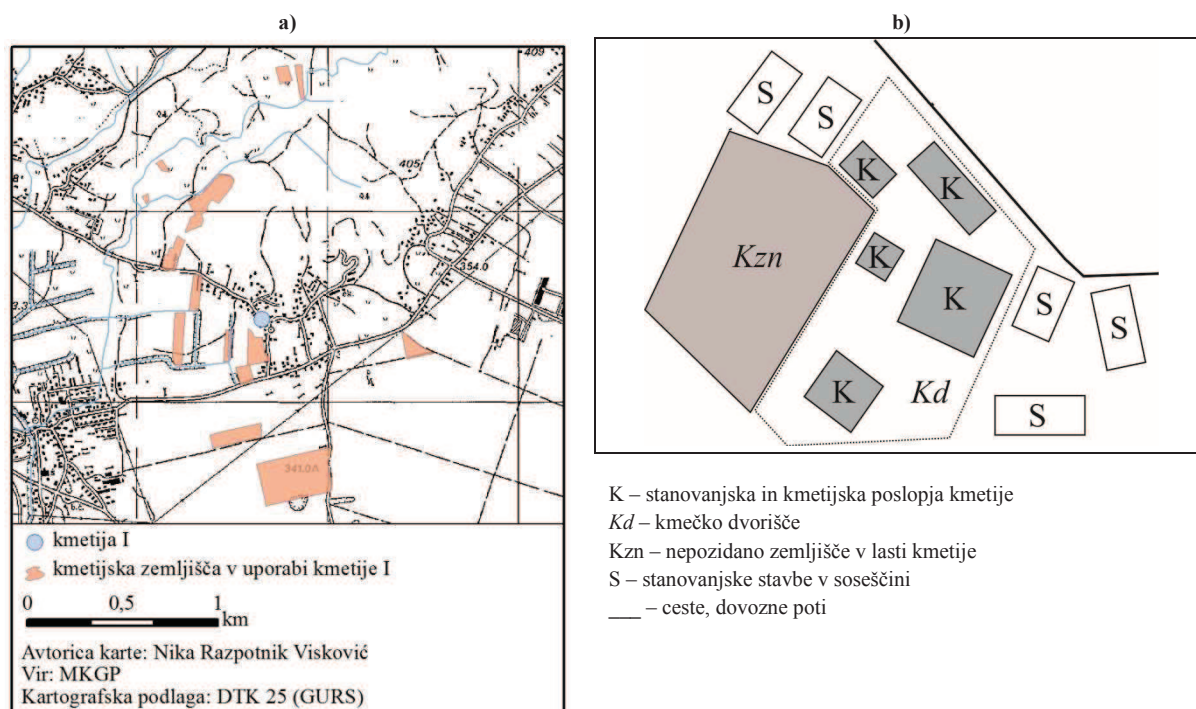 a)
409
405
354.0
341.0
kmetija I
kmetijska zemljišča v uporabi kmetije I
0 0,5 1
km
Avtorica karte: Nika Razpotnik Visković
Vir: MKGP
Kartografska podlaga: DTK 25 (GURS)
b)
S
S
K
K
Kzn
K
K
S
S
K
Kd
S
K – stanovanjska in kmetijska poslopja kmetije
Kd – kmečko dvorišče
Kzn – nepozidano zemljišče v lasti kmetije
S – stanovanjske stavbe v soseščini
___ – ceste, dovozne poti